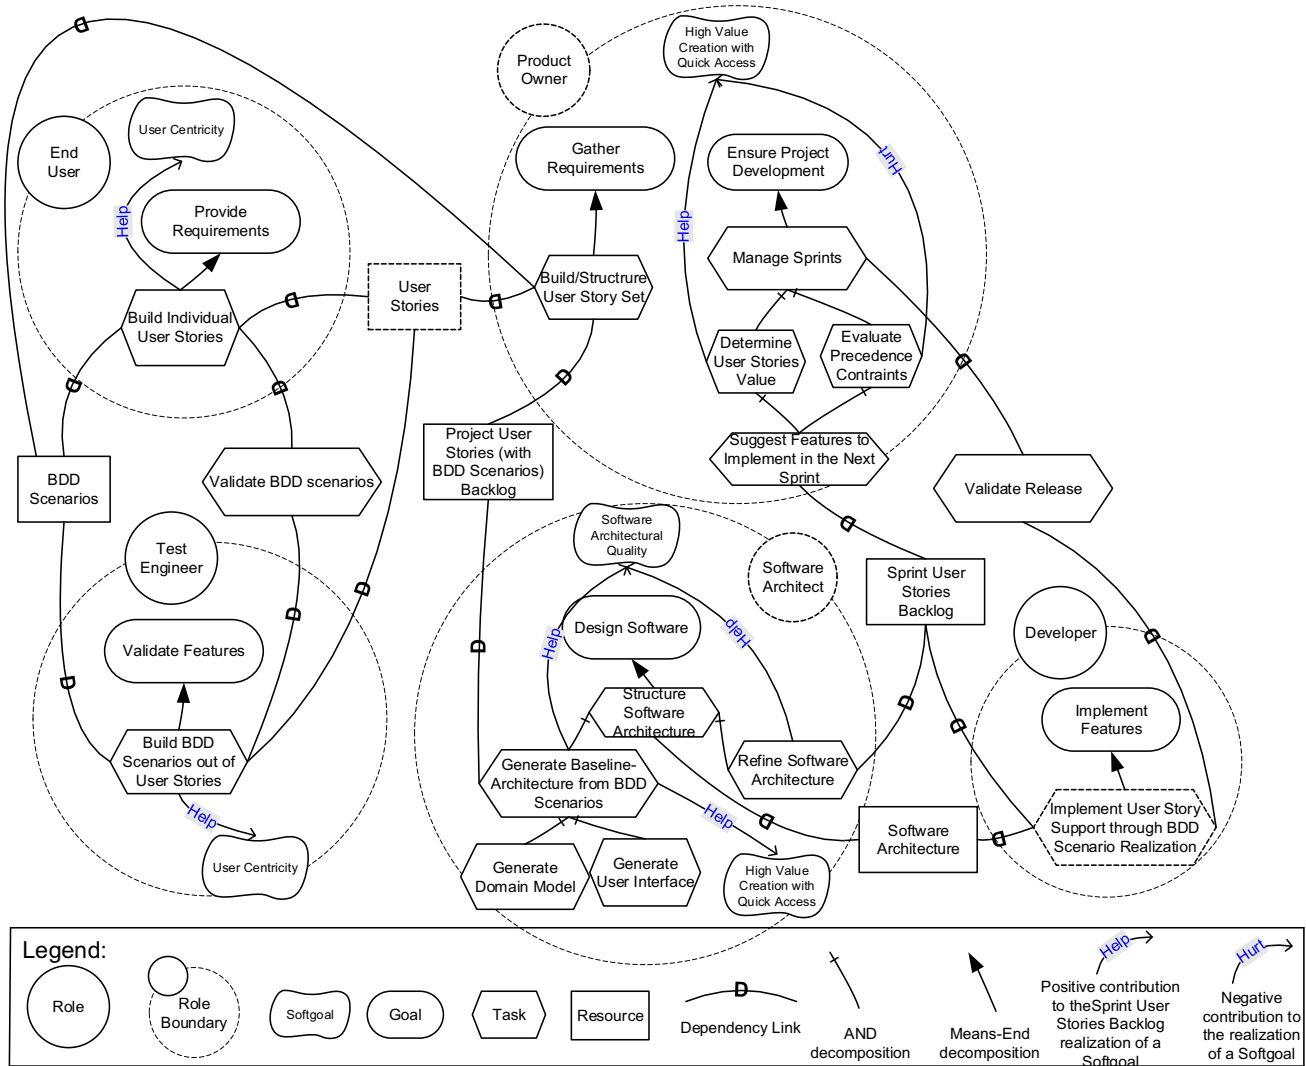 D
High Value
Creation with
Quick Access
Product
Owner
User Centricity
End
User
Gather
Requirements
Ensure Project
Development
Hurt
Provide
Requirements
Help
Help
Manage Sprints
Build/Structrure
User Story Set
User
Stories
D
D
Build Individual
User Stories
Determine
User Stories
Value
Evaluate
Precedence
Contraints
D
D
D
D
Project User
Stories (with
BDD Scenarios)
Backlog
Suggest Features to
Implement in the Next
Sprint
BDD
Scenarios
Validate BDD scenarios
Validate Release
Software
Architectural
Quality
D
Test
Engineer
Software
Architect
Sprint User
Stories
Backlog
D
D
Design Software
Developer
Help
Help
D
D
Validate Features
D
Structure
Software
Architecture
D
Implement
Features
D
Build BDD
Scenarios out of
User Stories
Generate Baseline-
Architecture from BDD
Scenarios
Refine Software
Architecture
Help
Help
D
Implement User Story
Support through BDD
Scenario Realization
Software
Architecture
D
User Centricity
Generate
Domain Model
Generate
User Interface
High Value
Creation with
Quick Access
Legend:
Role
Role
Boundary
Softgoal
Goal
Task
Resource
D
Dependency Link
AND
decomposition
Means-End
decomposition
Help
Positive contribution
to theSprint User
Stories Backlog
realization of a
Softgoal
Hurt
Negative
contribution to
the realization
of a Softgoal